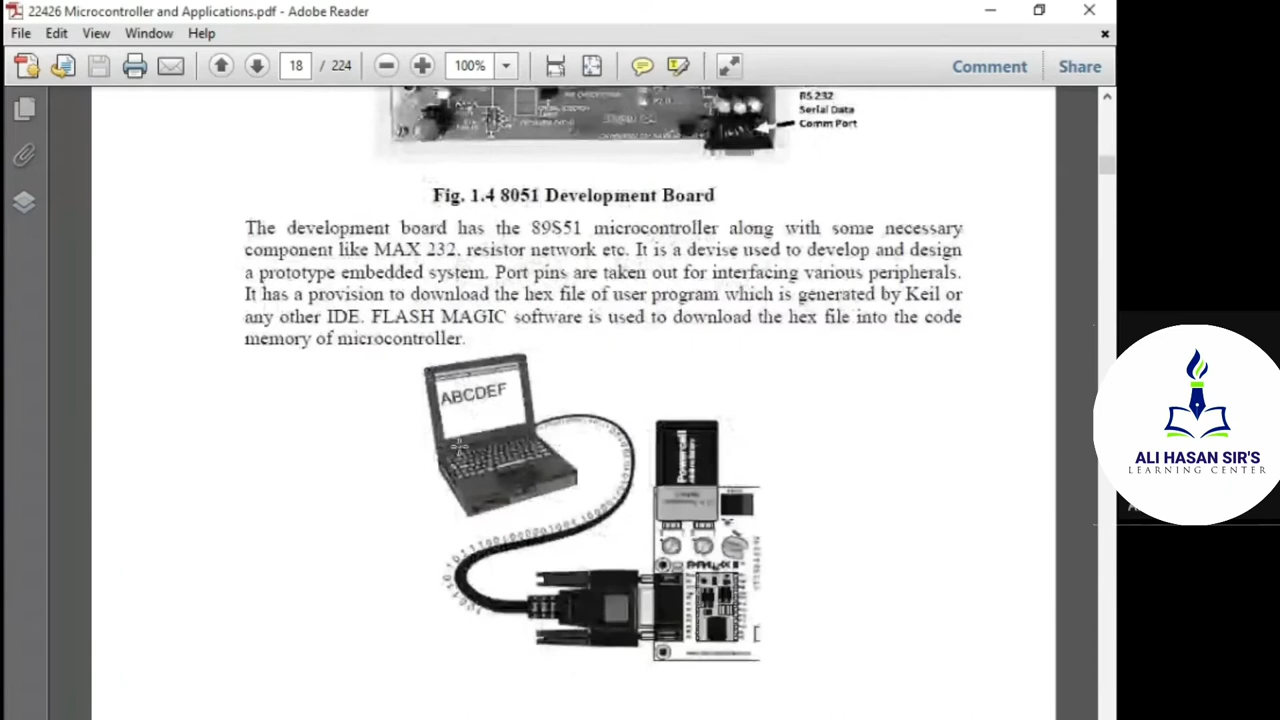 22426 Microcontroller and Applications.pdf - Adobe Reader
File Edit View Window Help
18 / 224
100%
Comment Share
RS 232
Serial Data
Comm Port
Fig. 1.4 8051 Development Board
The development board has the 89S51 microcontroller along with some necessary
component like MAX 232, resistor network etc. It is a devise used to develop and design
a prototype embedded system. Port pins are taken out for interfacing various peripherals.
It has a provision to download the hex file of user program which is generated by Keil or
any other IDE. FLASH MAGIC software is used to download the hex file into the code
memory of microcontroller.
ABCDEF
Powercell
ALI HASAN SIR'S
LEARNING CENTER